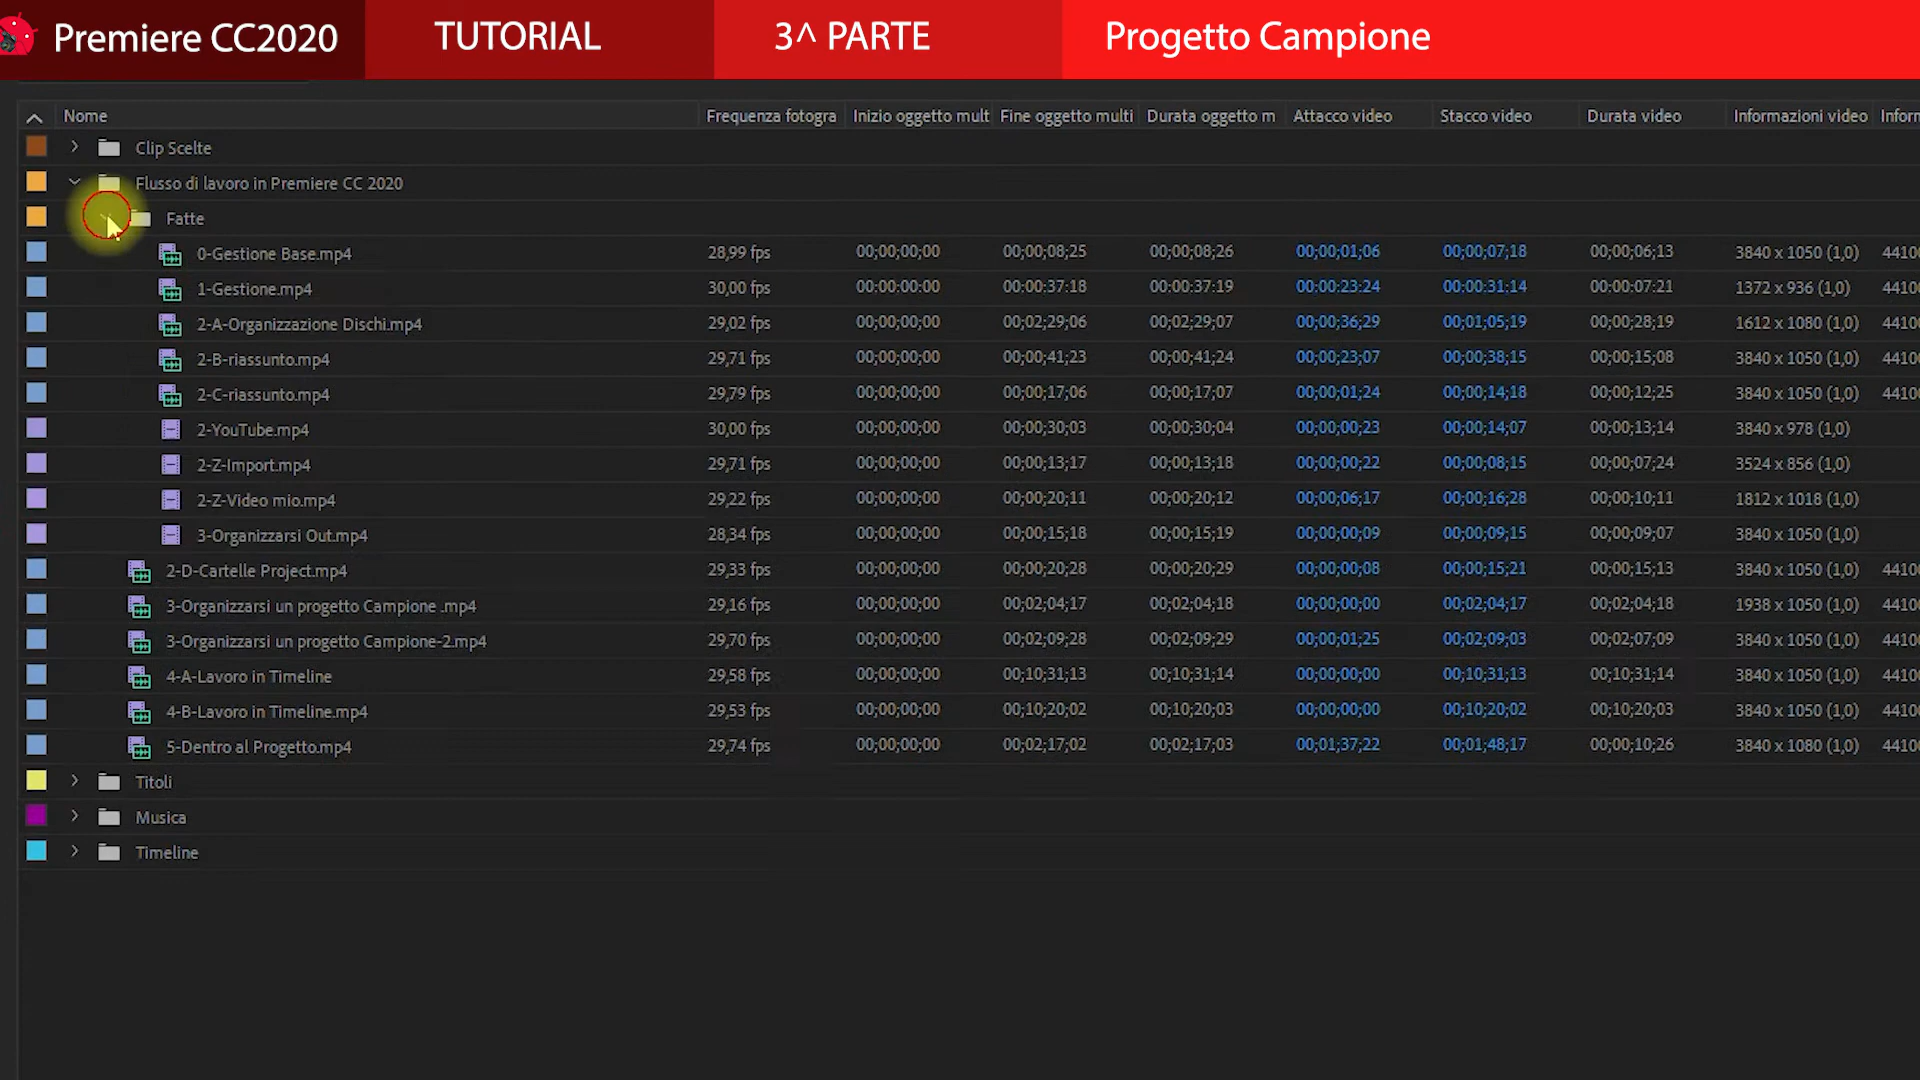 Premiere CC2020 TUTORIAL 3^ PARTE Progetto Campione
Nome Frequenza fotogra Inizio oggetto mult Fine oggetto multi Durata oggetto m Attacco video Stacco video Durata video Informazioni video Inforn
Clip Scelte
Flusso di lavoro in Premiere CC 2020
Fatte
0-Gestione Base.mp4 28,99 fps 00;00;00;00 00;00;08;25 00;00;08;26 00;00;01;06 00;00;07;18 00;00;06;13 3840 x 1050 (1,0) 44100
1-Gestione.mp4 30,00 fps 00:00:00:00 00:00:37:18 00:00:37:19 00:00:23:24 00:00:31:14 00:00:07:21 1372 x 936 (1,0) 44100
2-A-Organizzazione Dischi.mp4 29,02 fps 00;00;00;00 00;02;29;06 00;02;29;07 00;00;36;29 00;01;05;19 00;00;28;19 1612 x 1080 (1,0) 44100
2-B-riassunto.mp4 29,71 fps 00;00;00;00 00;00;41;23 00;00;41;24 00;00;23;07 00;00;38;15 00;00;15;08 3840 x 1050 (1,0) 44100
2-C-riassunto.mp4 29,79 fps 00;00;00;00 00;00;17;06 00;00;17;07 00;00;01;24 00;00;14;18 00;00;12;25 3840 x 1050 (1,0) 44100
2-YouTube.mp4 30,00 fps 00;00;00;00 00;00;30;03 00;00;30;04 00;00;00;23 00;00;14;07 00;00;13;14 3840 x 978 (1,0)
2-Z-Import.mp4 29,71 fps 00;00;00;00 00;00;13;17 00;00;13;18 00;00;00;22 00;00;08;15 00;00;07;24 3524 x 856 (1,0)
2-Z-Video mio.mp4 29,22 fps 00;00;00;00 00;00;20;11 00;00;20;12 00;00;06;17 00;00;16;28 00;00;10;11 1812 x 1018 (1,0)
3-Organizzarsi Out.mp4 28,34 fps 00;00;00;00 00;00;15;18 00;00;15;19 00;00;00;09 00;00;09;15 00;00;09;07 3840 x 1050 (1,0)
2-D-Cartelle Project.mp4 29,33 fps 00;00;00;00 00;00;20;28 00;00;20;29 00;00;00;08 00;00;15;21 00;00;15;13 3840 x 1050 (1,0) 44100
3-Organizzarsi un progetto Campione .mp4 29,16 fps 00;00;00;00 00;02;04;17 00;02;04;18 00;00;00;00 00;02;04;17 00;02;04;18 1938 x 1050 (1,0) 44100
3-Organizzarsi un progetto Campione-2.mp4 29,70 fps 00;00;00;00 00;02;09;28 00;02;09;29 00;00;01;25 00;02;09;03 00;02;07;09 3840 x 1050 (1,0) 44100
4-A-Lavoro in Timeline 29,58 fps 00;00;00;00 00;10;31;13 00;10;31;14 00;00;00;00 00;10;31;13 00;10;31;14 3840 x 1050 (1,0) 44100
4-B-Lavoro in Timeline.mp4 29,53 fps 00;00;00;00 00;10;20;02 00;10;20;03 00;00;00;00 00;10;20;02 00;10;20;03 3840 x 1050 (1,0) 44100
5-Dentro al Progetto.mp4 29,74 fps 00;00;00;00 00;02;17;02 00;02;17;03 00;01;37;22 00;01;48;17 00;00;10;26 3840 x 1080 (1,0) 44100
Titoli
Musica
Timeline